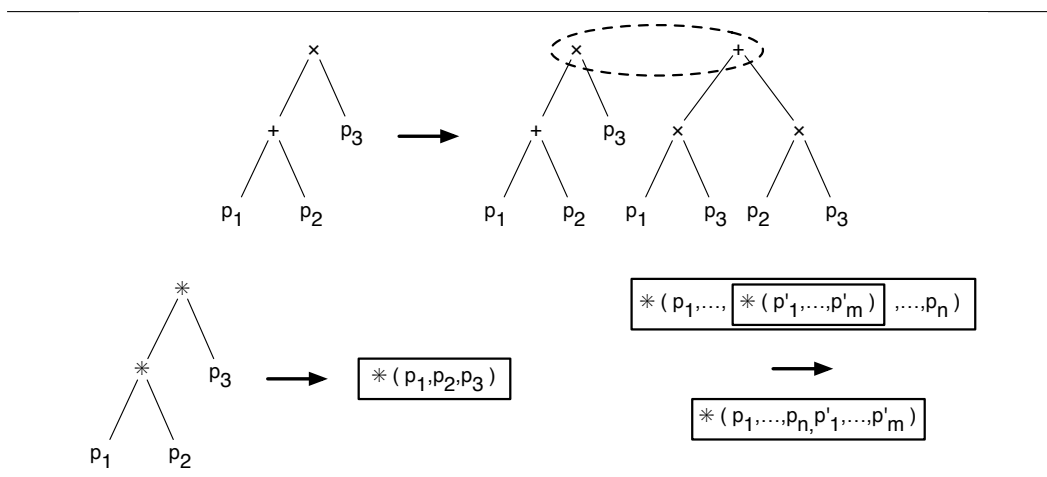 × × +
+ p3 + p3 × ×
p1 p2 p1 p2 p1 p3 p2 p3
✳ ✳ ( p1,..., ✳ ( p'1,...,p'm ) ,...,pn )
✳ p3 ✳ ( p1,p2,p3 )
✳ ( p1,...,pn,p'1,...,p'm )
p1 p2